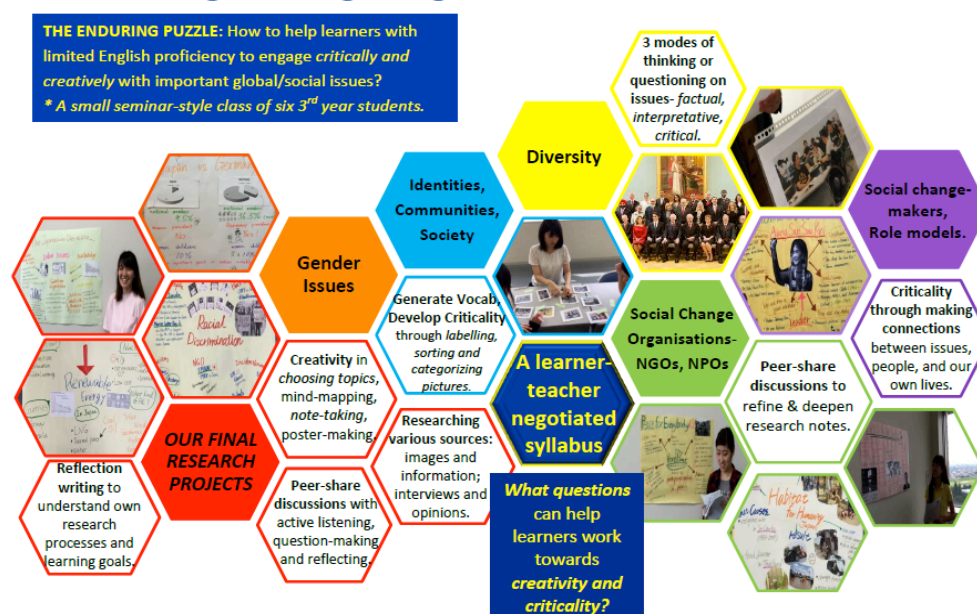 THE ENDURING PUZZLE: How to help learners with
limited English proficiency to engage critically and
creatively with important global/social issues?
* A small seminar-style class of six 3rd year students.
3 modes of
thinking or
questioning on
issues- factual,
interpretative,
critical.
Diversity
Identities,
Communities,
Society
Social change-
makers,
Role models.
Gender
Issues
Generate Vocab,
Develop Criticality
through labelling,
sorting and
categorizing
pictures.
Social Change
Organisations-
NGOs, NPOs
Criticality
through making
connections
between issues,
people, and our
own lives.
Racial
Discrimination
Renewable
Energy
Creativity in
choosing topics,
mind-mapping,
note-taking,
poster-making.
A learner-
teacher
negotiated
syllabus
Peer-share
discussions to
refine & deepen
research notes.
OUR FINAL
RESEARCH
PROJECTS
Researching
various sources:
images and
information;
interviews and
opinions.
Reflection
writing to
understand own
research
processes and
learning goals.
Peer-share
discussions with
active listening,
question-making
and reflecting.
What questions
can help
learners work
towards
creativity and
criticality?
Habitat
for Humanity